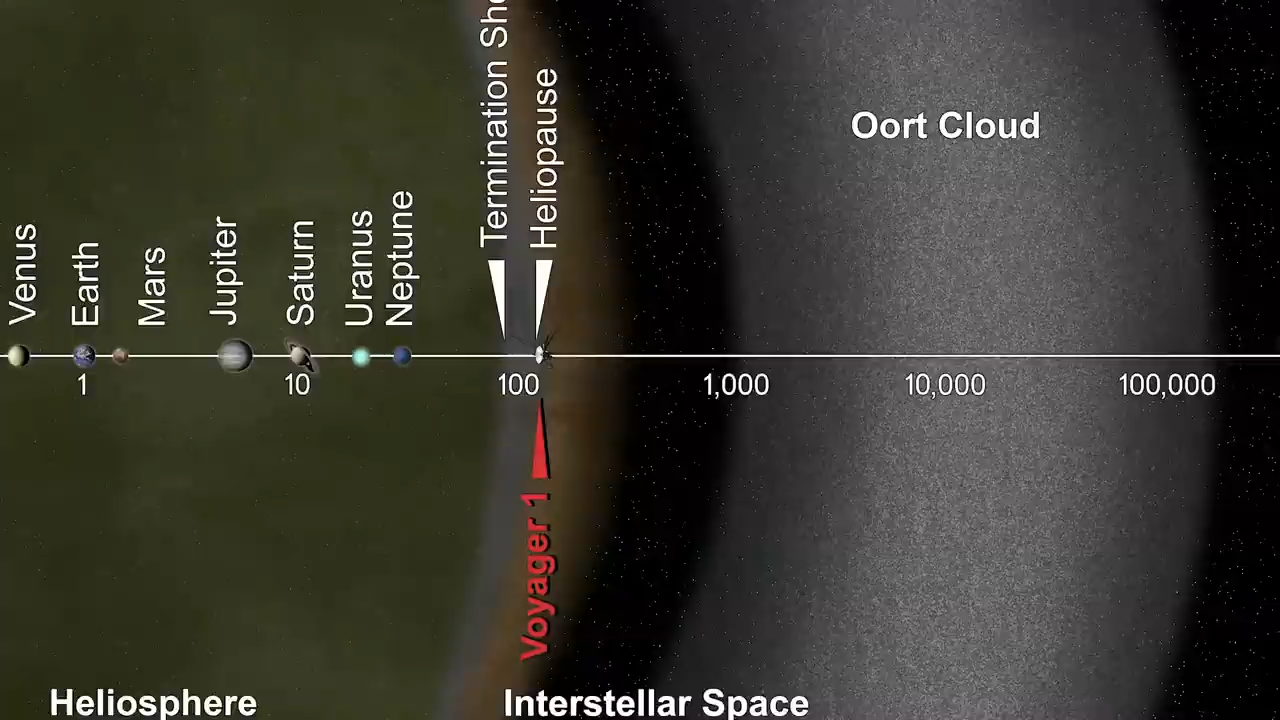 Termination Sh
Heliopause
Oort Cloud
Venus
Earth
Mars
Jupiter
Saturn
Uranus
Neptune
1
10
100
1,000
10,000
100,000
Voyager 1
Heliosphere
Interstellar Space